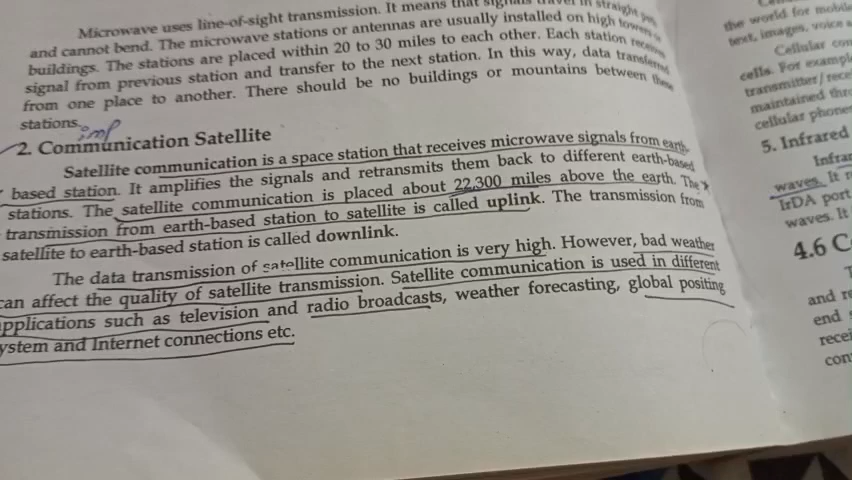 Microwave uses line-of-sight transmission. It means that signals travel in straight
and cannot bend. The microwave stations or antennas are usually installed on high towers
buildings. The stations are placed within 20 to 30 miles to each other. Each station receives
signal from previous station and transfer to the next station. In this way, data transferred
from one place to another. There should be no buildings or mountains between these
stations.
imp
2. Communication Satellite
Satellite communication is a space station that receives microwave signals from earth-
based station. It amplifies the signals and retransmits them back to different earth-based
stations. The satellite communication is placed about 22,300 miles above the earth. The
transmission from earth-based station to satellite is called uplink. The transmission from
satellite to earth-based station is called downlink.
The data transmission of satellite communication is very high. However, bad weather
can affect the quality of satellite transmission. Satellite communication is used in different
applications such as television and radio broadcasts, weather forecasting, global positing
ystem and Internet connections etc.
the world for mobile
text, images, voice a
Cellular com
cells. For example
transmitter/rece
maintained thr
cellular phone
5. Infrared
Infrar
waves. It
IrDA port
waves. It
4.6 C
T
and re
end
recei
con